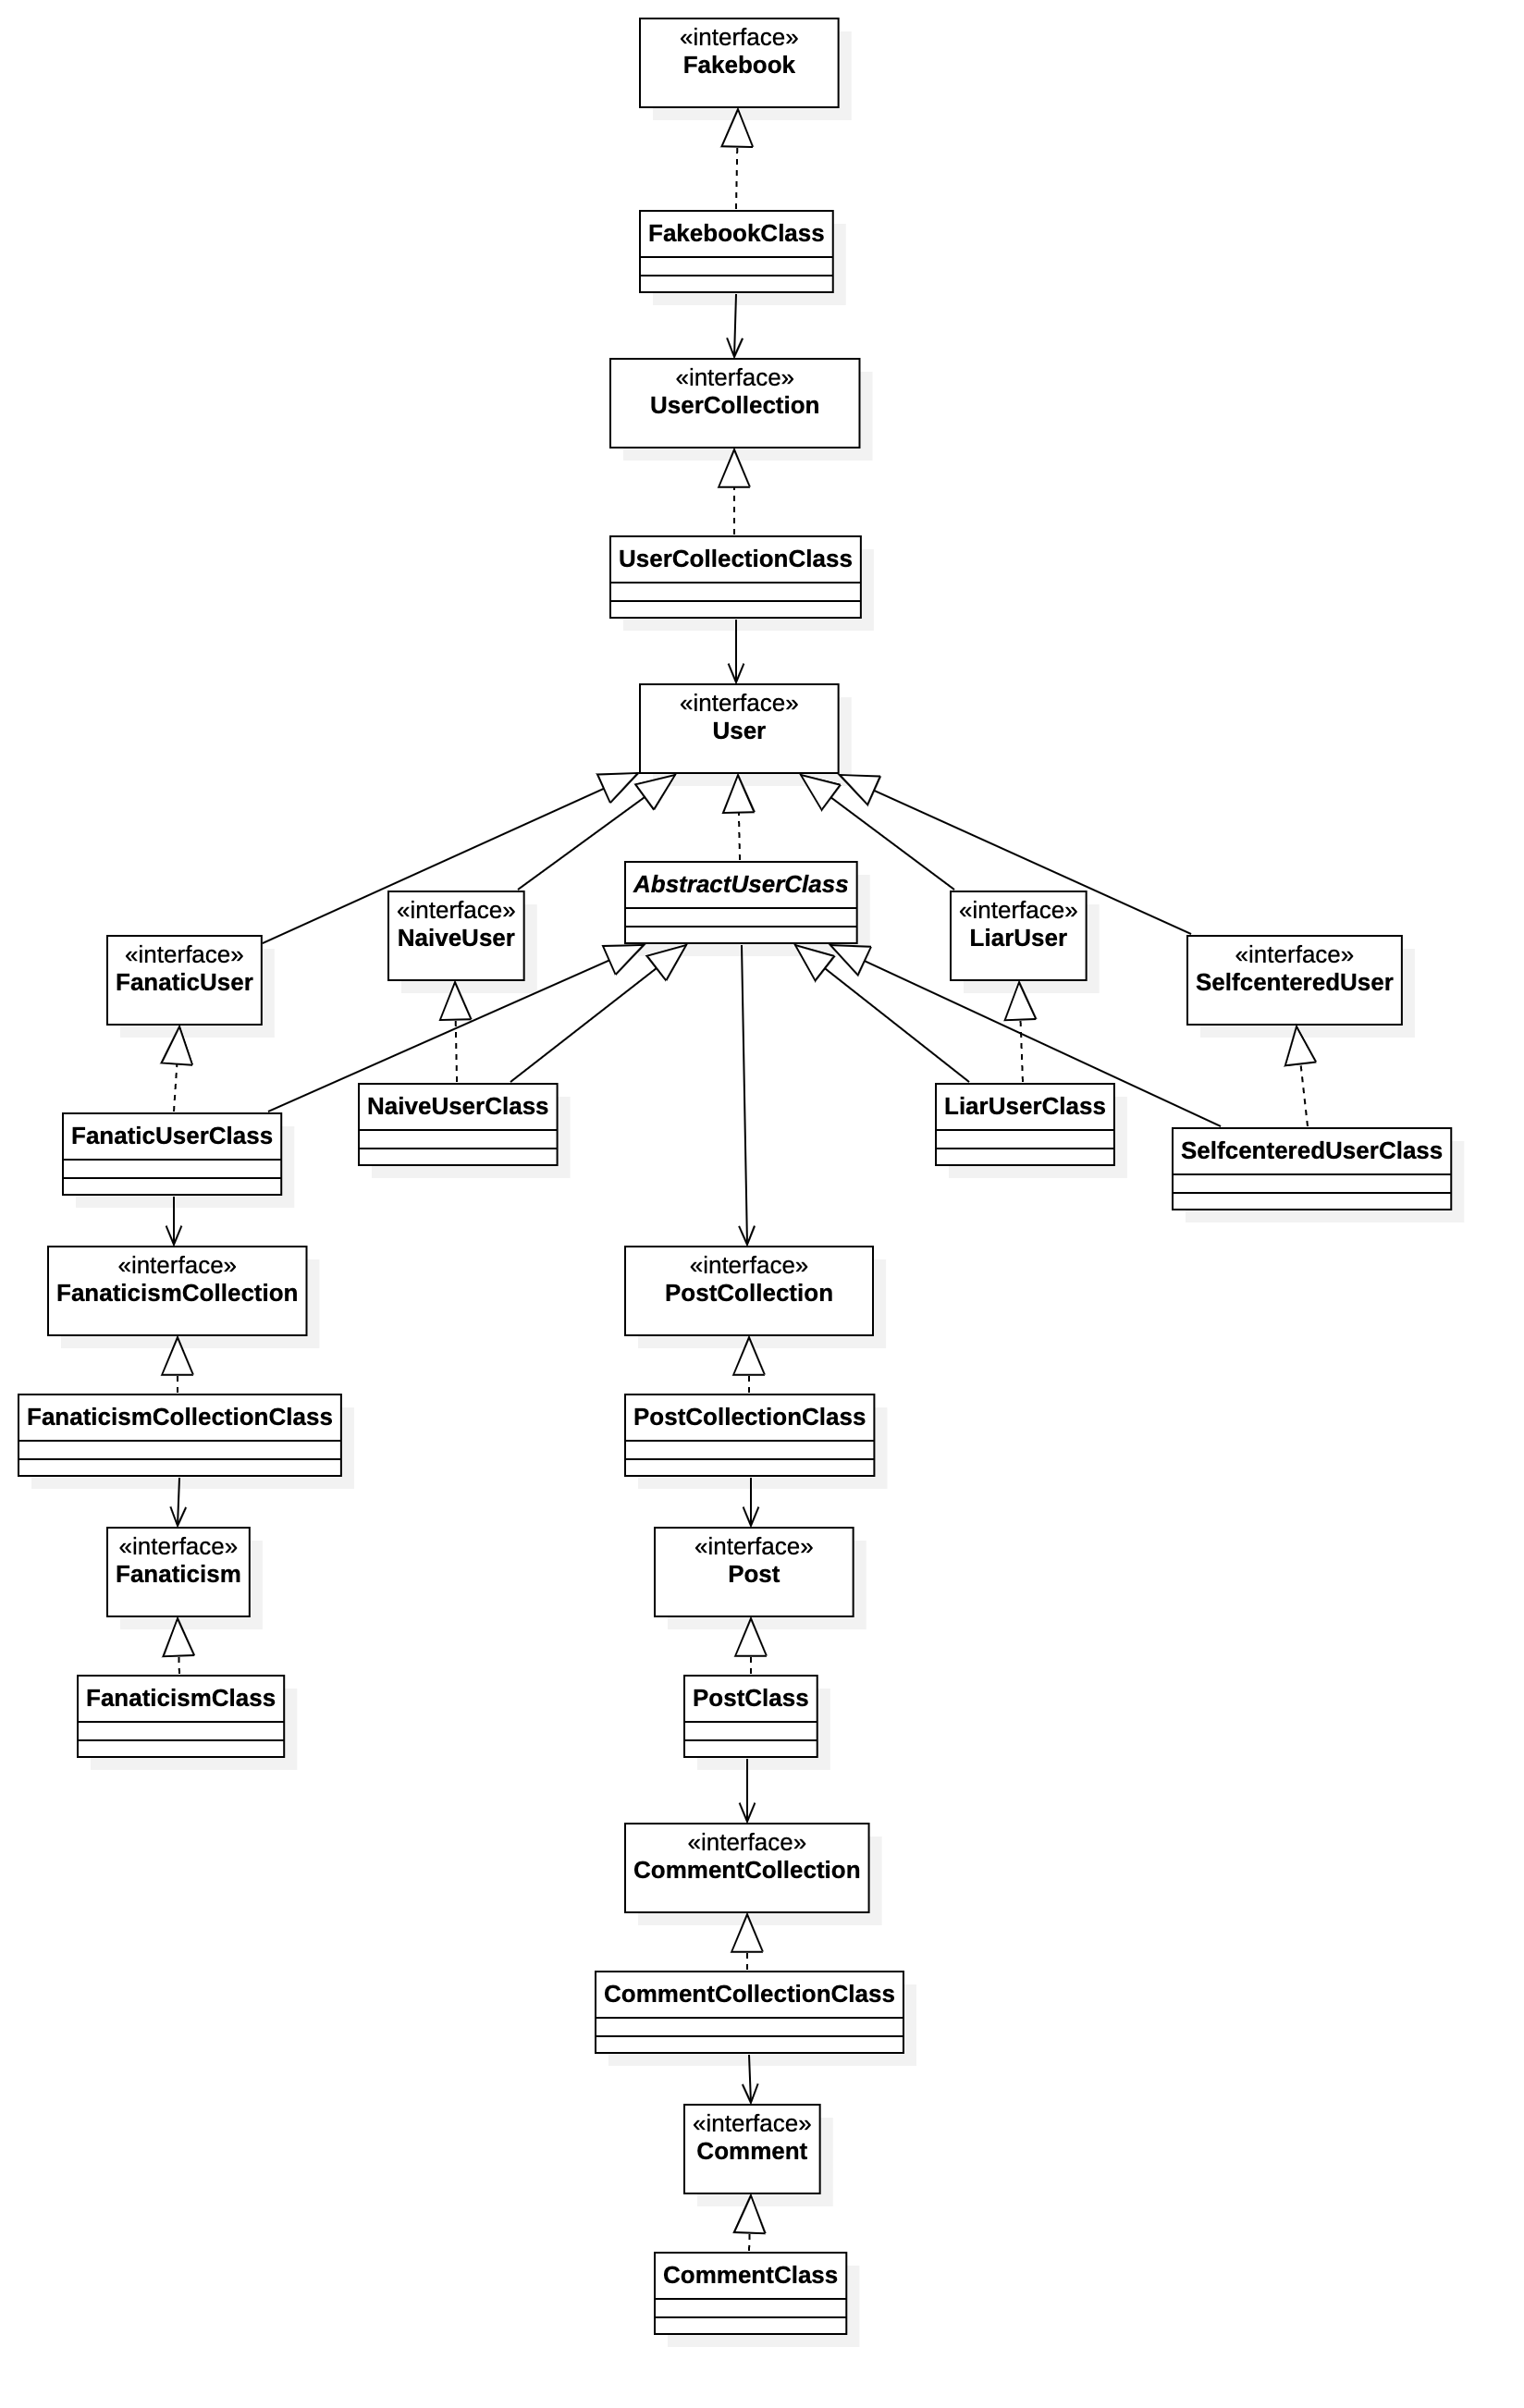 «interface»
Fakebook
FakebookClass
«interface»
UserCollection
UserCollectionClass
«interface»
User
AbstractUserClass
«interface»
NaiveUser
«interface»
LiarUser
«interface»
FanaticUser
«interface»
SelfcenteredUser
NaiveUserClass
LiarUserClass
FanaticUserClass
SelfcenteredUserClass
«interface»
FanaticismCollection
«interface»
PostCollection
FanaticismCollectionClass
PostCollectionClass
«interface»
Fanaticism
«interface»
Post
FanaticismClass
PostClass
«interface»
CommentCollection
CommentCollectionClass
«interface»
Comment
CommentClass